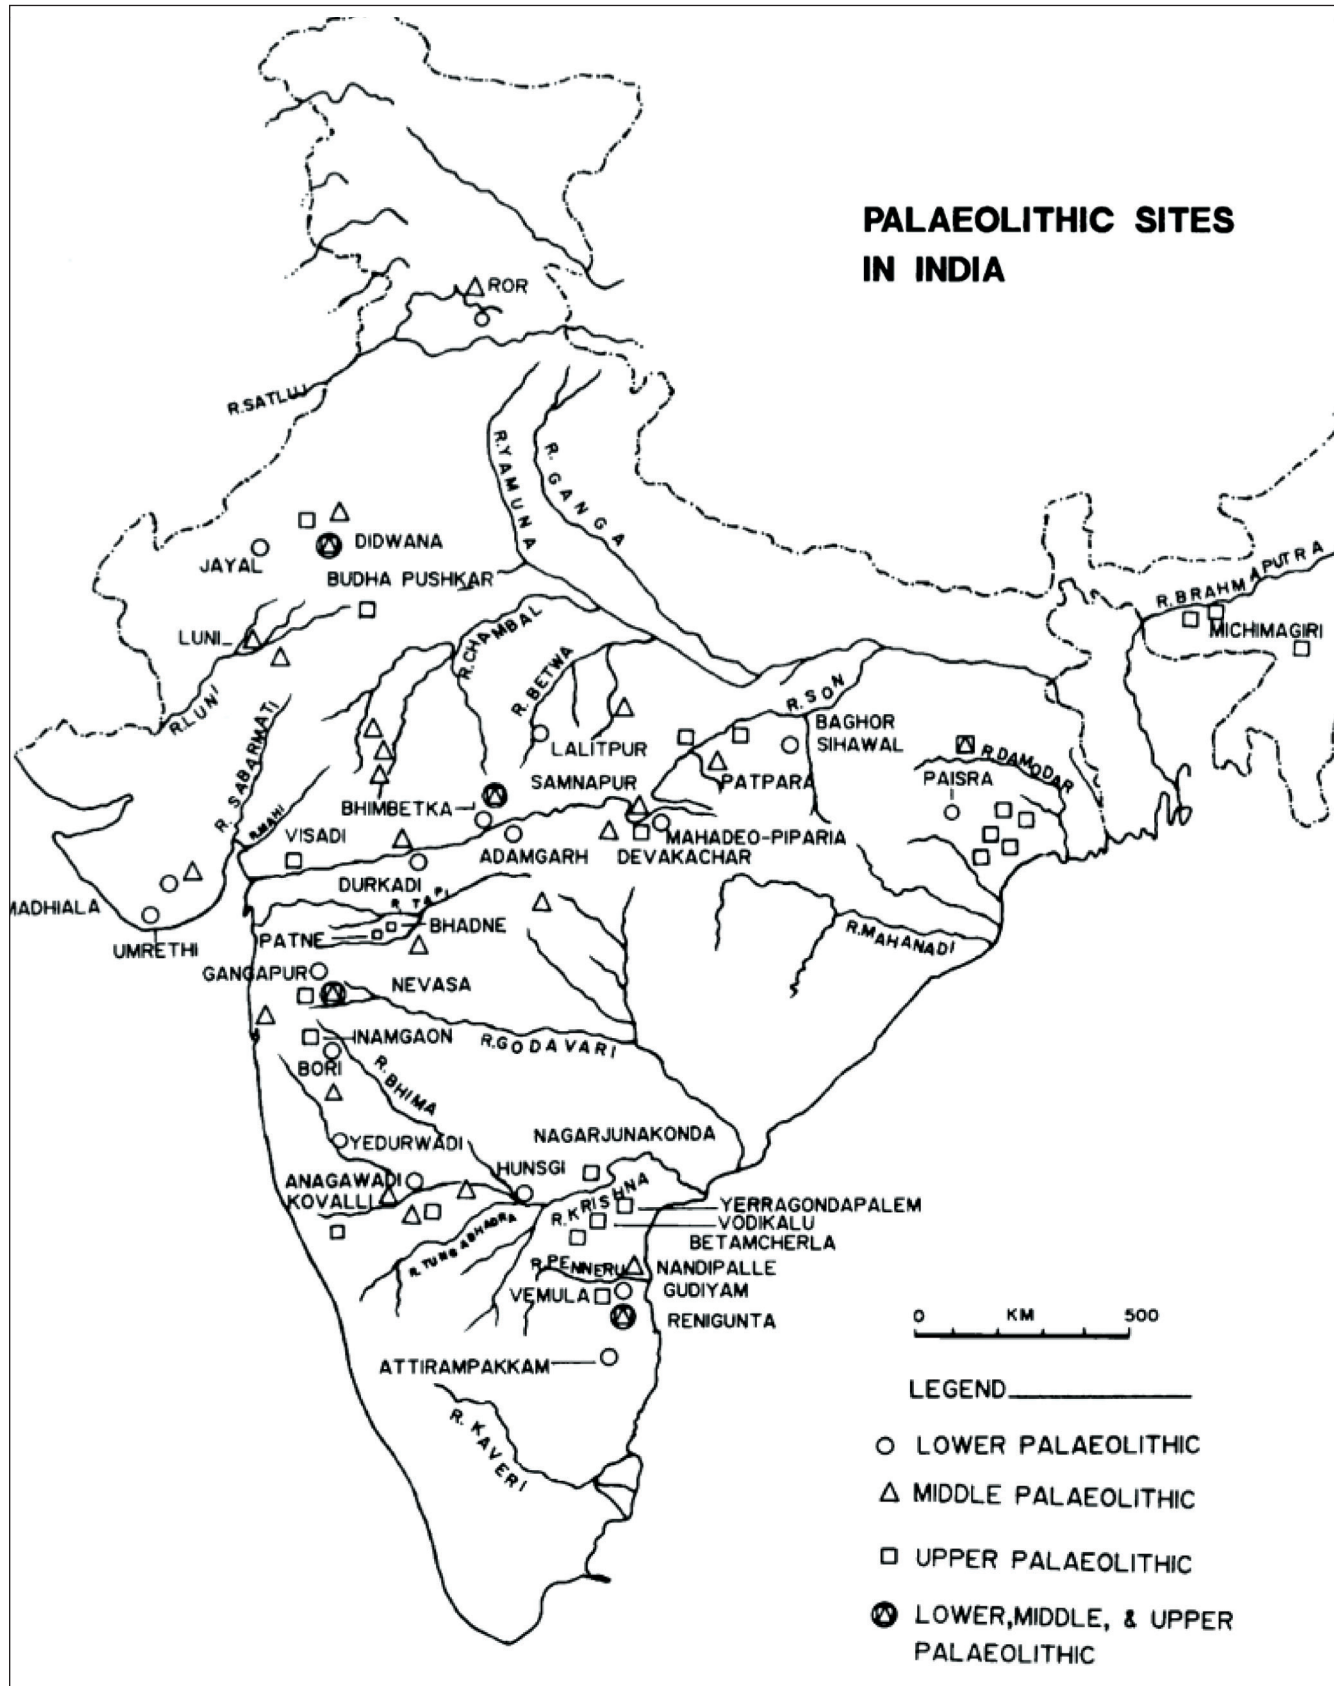 PALAEOLITHIC SITES
IN INDIA
ROR
R.SATLUJ
R.YAMUNA
R. GANGA
DIDWANA
JAYAL
BUDHA PUSHKAR
R.BRAHMAPUTRA
MICHIMAGIRI
LUNI
R.LUNI
R.CHAMBAL
R. BETWA
R. SON
R. SABARMATI
R.MAHI
LALITPUR
BAGHOR
SIHAWAL
SAMNAPUR
PATPARA
R.DAMODAR
PAISRA
BHIMBETKA
VISADI
MAHADEO-PIPARIA
ADAMGARH
DEVAKACHAR
DURKADI
R. TAPI
MADHIALA
UMRETHI
BHADNE
PATNE
R.MAHANADI
GANGAPUR
NEVASA
INAMGAON
R.GODAVARI
BORI
R. BHIMA
YEDURWADI
NAGARJUNAKONDA
ANAGAWADI
HUNSGI
KOVALLI
R.KRISHNA
YERRAGONDAPALEM
VODIKALU
BETAMCHERLA
R.TUNGABHADRA
R.PENNERU
NANDIPALLE
VEMULA
GUDIYAM
RENIGUNTA
ATTIRAMPAKKAM
R. KAVERI
0 KM 500
LEGEND
LOWER PALAEOLITHIC
MIDDLE PALAEOLITHIC
UPPER PALAEOLITHIC
LOWER,MIDDLE, & UPPER
PALAEOLITHIC